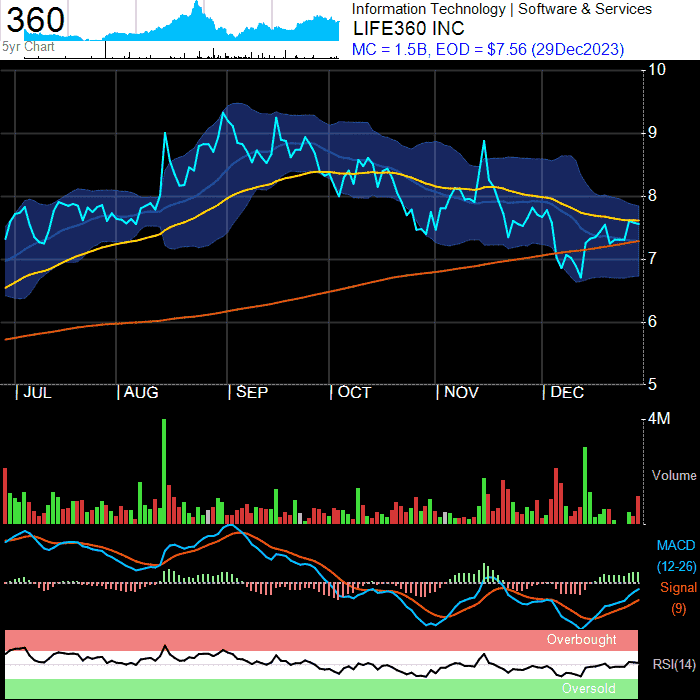 360
5yr Chart
Information Technology | Software & Services
LIFE360 INC
MC = 1.5B, EOD = $7.56 (29Dec2023)
10
9
8
7
6
5
| JUL | AUG | SEP | OCT | NOV | DEC
4M
Volume
MACD
(12-26)
Signal
(9)
Overbought
RSI(14)
Oversold